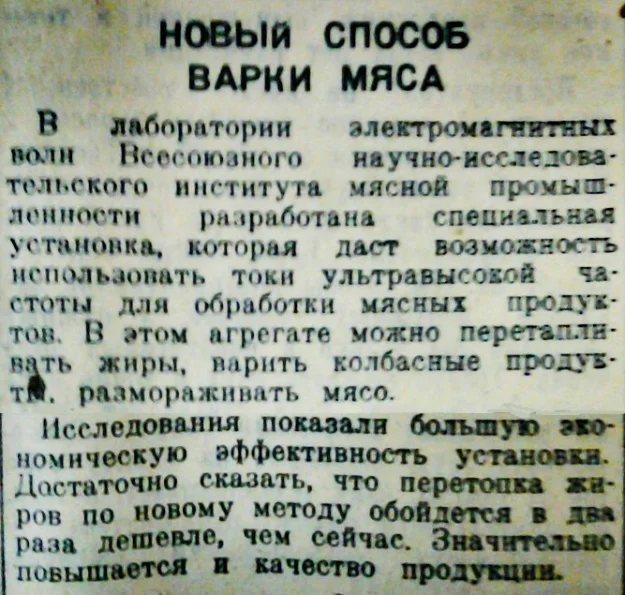 НОВЫЙ СПОСОБ
ВАРКИ МЯСА
В лаборатории электромагнитных
волн Всесоюзного научно-исследова-
тельского института мясной промыш-
ленности разработана специальная
установка, которая даст возможность
использовать токи ультравысокой ча-
стоты для обработки мясных продук-
тов. В этом агрегате можно перетапли-
вать жиры, варить колбасные продук-
ты, размораживать мясо.
Исследования показали большую эко-
номическую эффективность установки.
Достаточно сказать, что перетопка жи-
ров по новому методу обойдется в два
раза дешевле, чем сейчас. Значительно
повышается и качество продукции.